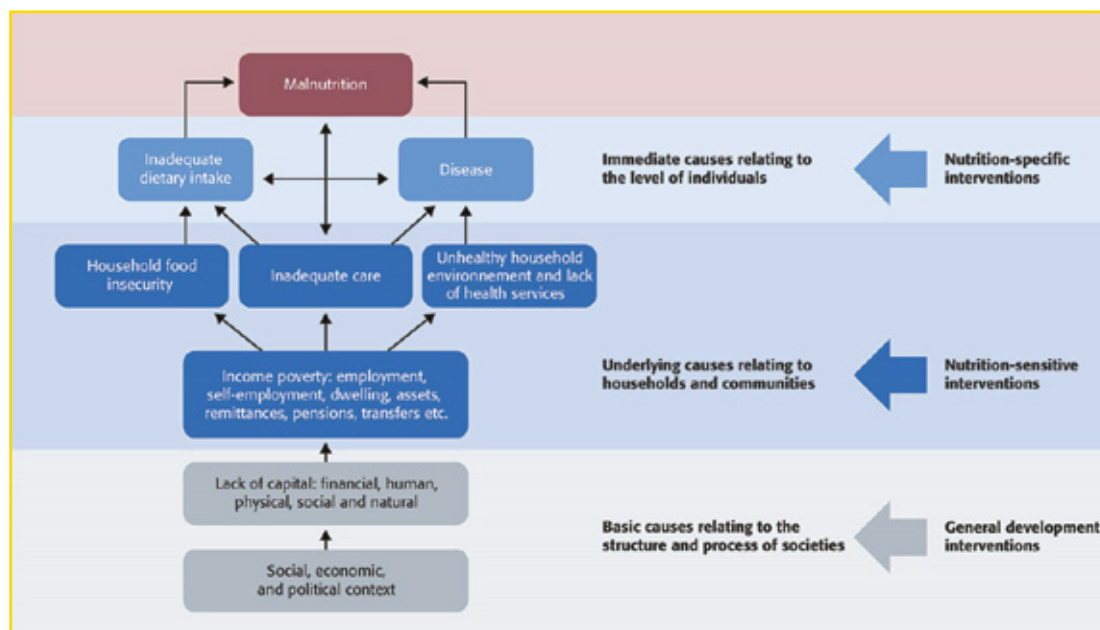 Malnutrition
Inadequate
dietary intake
Disease
Immediate causes relating to
the level of individuals
Nutrition-specific
interventions
Household food
insecurity
Inadequate care
Unhealthy household
environnement and lack
of health services
Income poverty: employment,
self-employment, dwelling, assets,
remittances, pensions, transfers etc.
Underlying causes relating to
households and communities
Nutrition-sensitive
interventions
Lack of capital: financial, human,
physical, social and natural
Social, economic,
and political context
Basic causes relating to the
structure and process of societies
General development
interventions